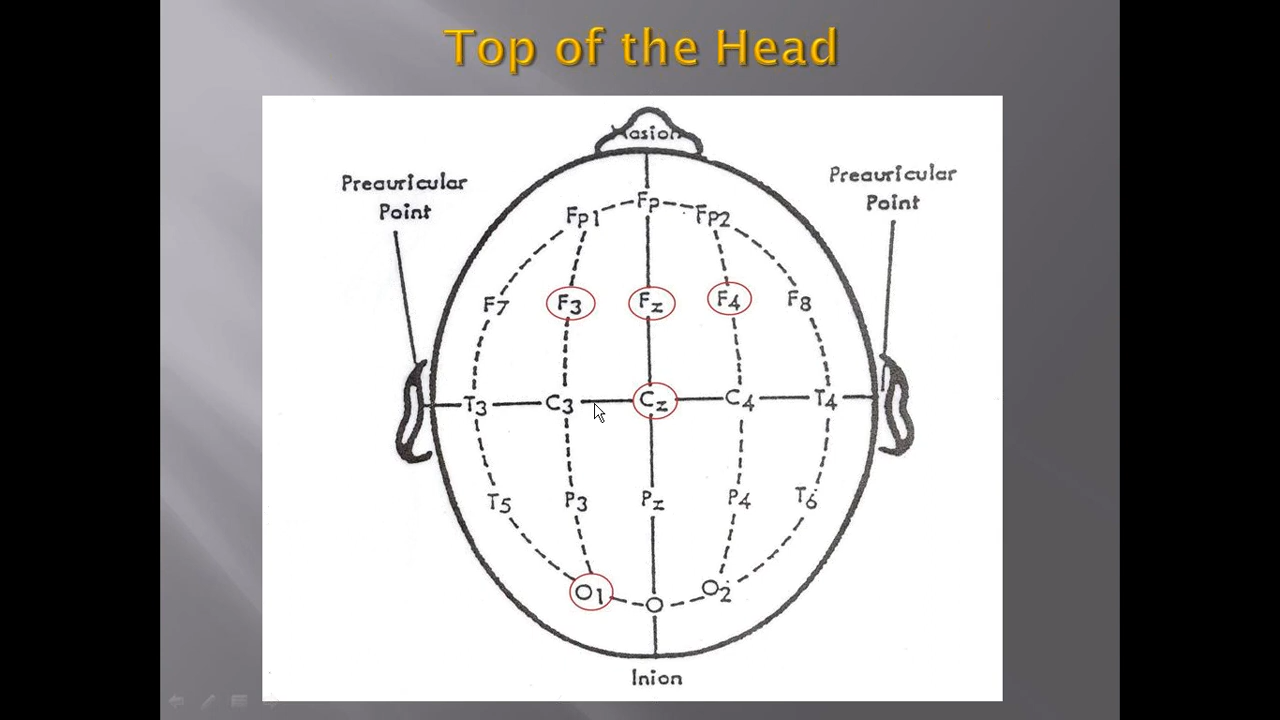 Top of the Head
Nasion
Preauricular
Point
Preauricular
Point
Fp1
Fp
Fp2
F7
F3
Fz
F4
F8
T3
C3
Cz
C4
T4
T5
P3
Pz
P4
T6
O1
O
O2
Inion